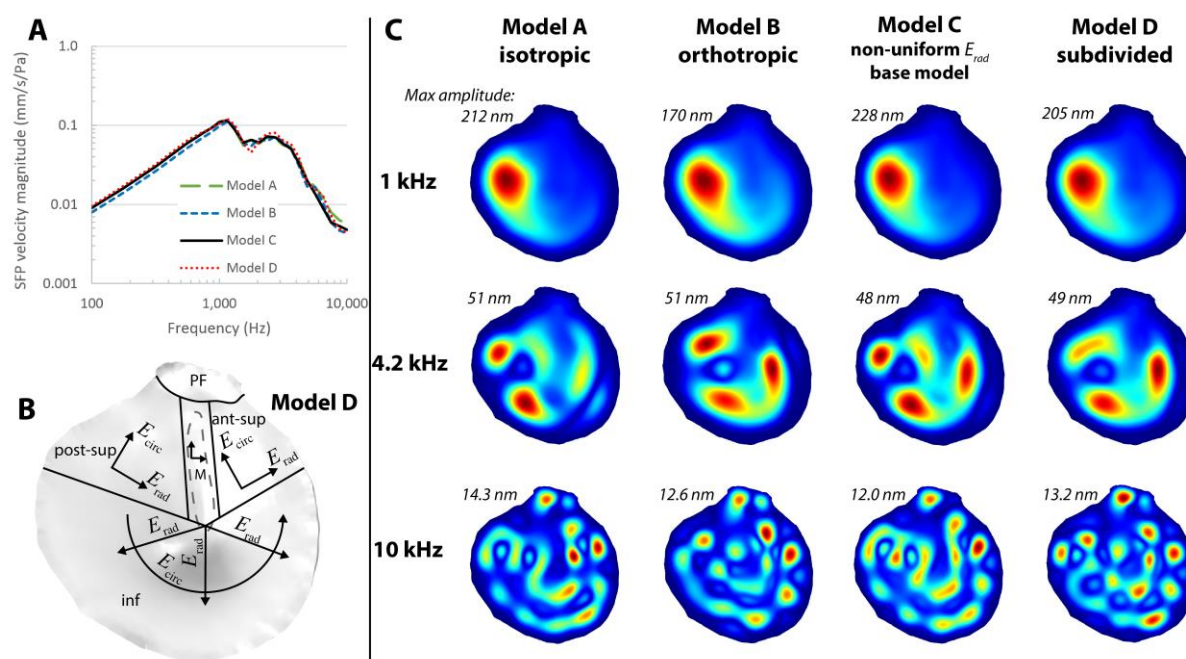 A
SFP velocity magnitude (mm/s/Pa)
1.0
0.1
0.01
0.001
100
1,000
10,000
Frequency (Hz)
Model A
Model B
Model C
Model D
B
Model D
PF
post-sup
ant-sup
M
E circ
E rad
E circ
E rad
E rad
E rad
E rad
E circ
inf
C
Model A
isotropic
Model B
orthotropic
Model C
non-uniform E rad
base model
Model D
subdivided
Max amplitude:
212 nm
170 nm
228 nm
205 nm
1 kHz
51 nm
51 nm
48 nm
49 nm
4.2 kHz
14.3 nm
12.6 nm
12.0 nm
13.2 nm
10 kHz